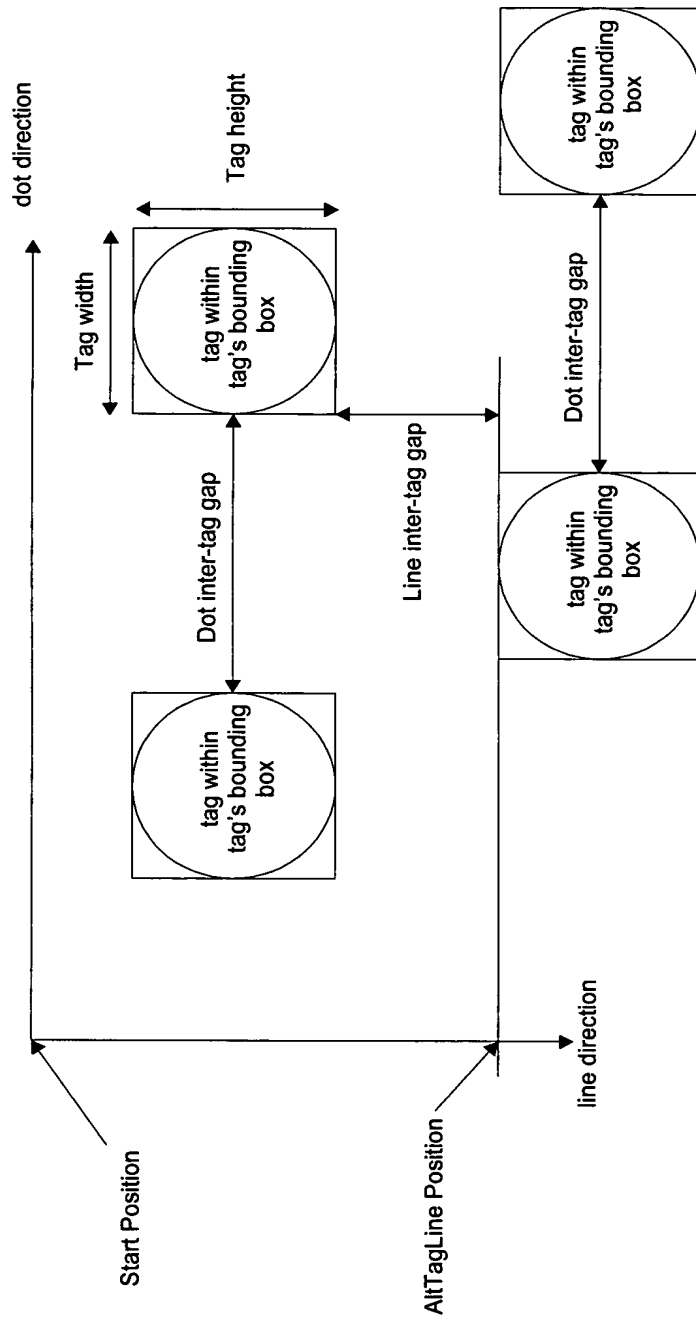 dot direction
Tag width
Tag height
tag within
tag's bounding
box
Dot inter-tag gap
tag within
tag's bounding
box
Start Position
Line inter-tag gap
AltTagLine Position
line direction
tag within
tag's bounding
box
Dot inter-tag gap
tag within
tag's bounding
box